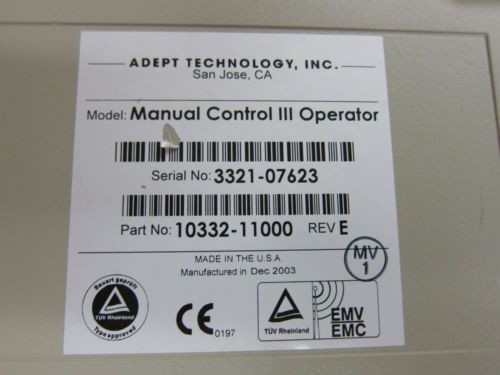 ADEPT TECHNOLOGY, INC.
San Jose, CA
Model: Manual Control III Operator
Serial No: 3321-07623
Part No: 10332-11000 REV E
MADE IN THE U.S.A.
Manufactured in Dec 2003
MV
1
Bauart geprüft
TÜV Rheinland
Type approved
CE 0197
TÜV Rheinland
EMV
EMC